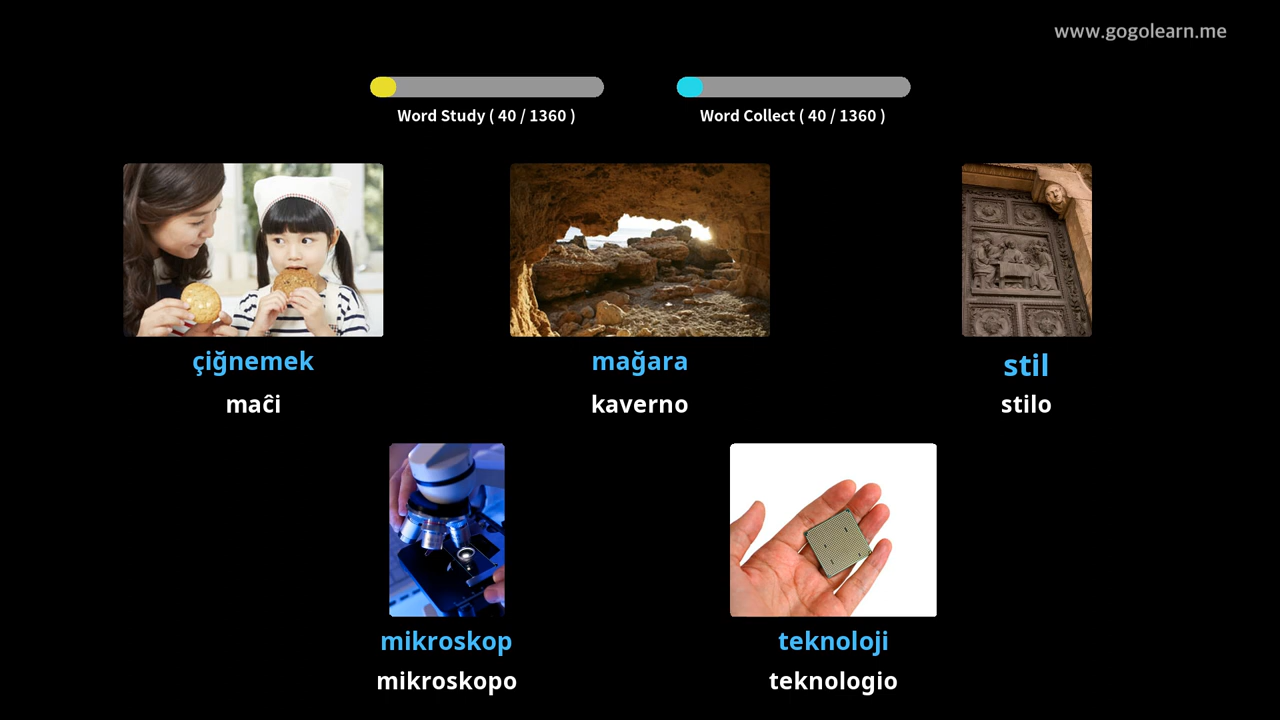 www.gogolearn.me
Word Study ( 40 / 1360 )
Word Collect ( 40 / 1360 )
çiğnemek
mağara
stil
maĉi
kaverno
stilo
mikroskop
teknoloji
mikroskopo
teknologio